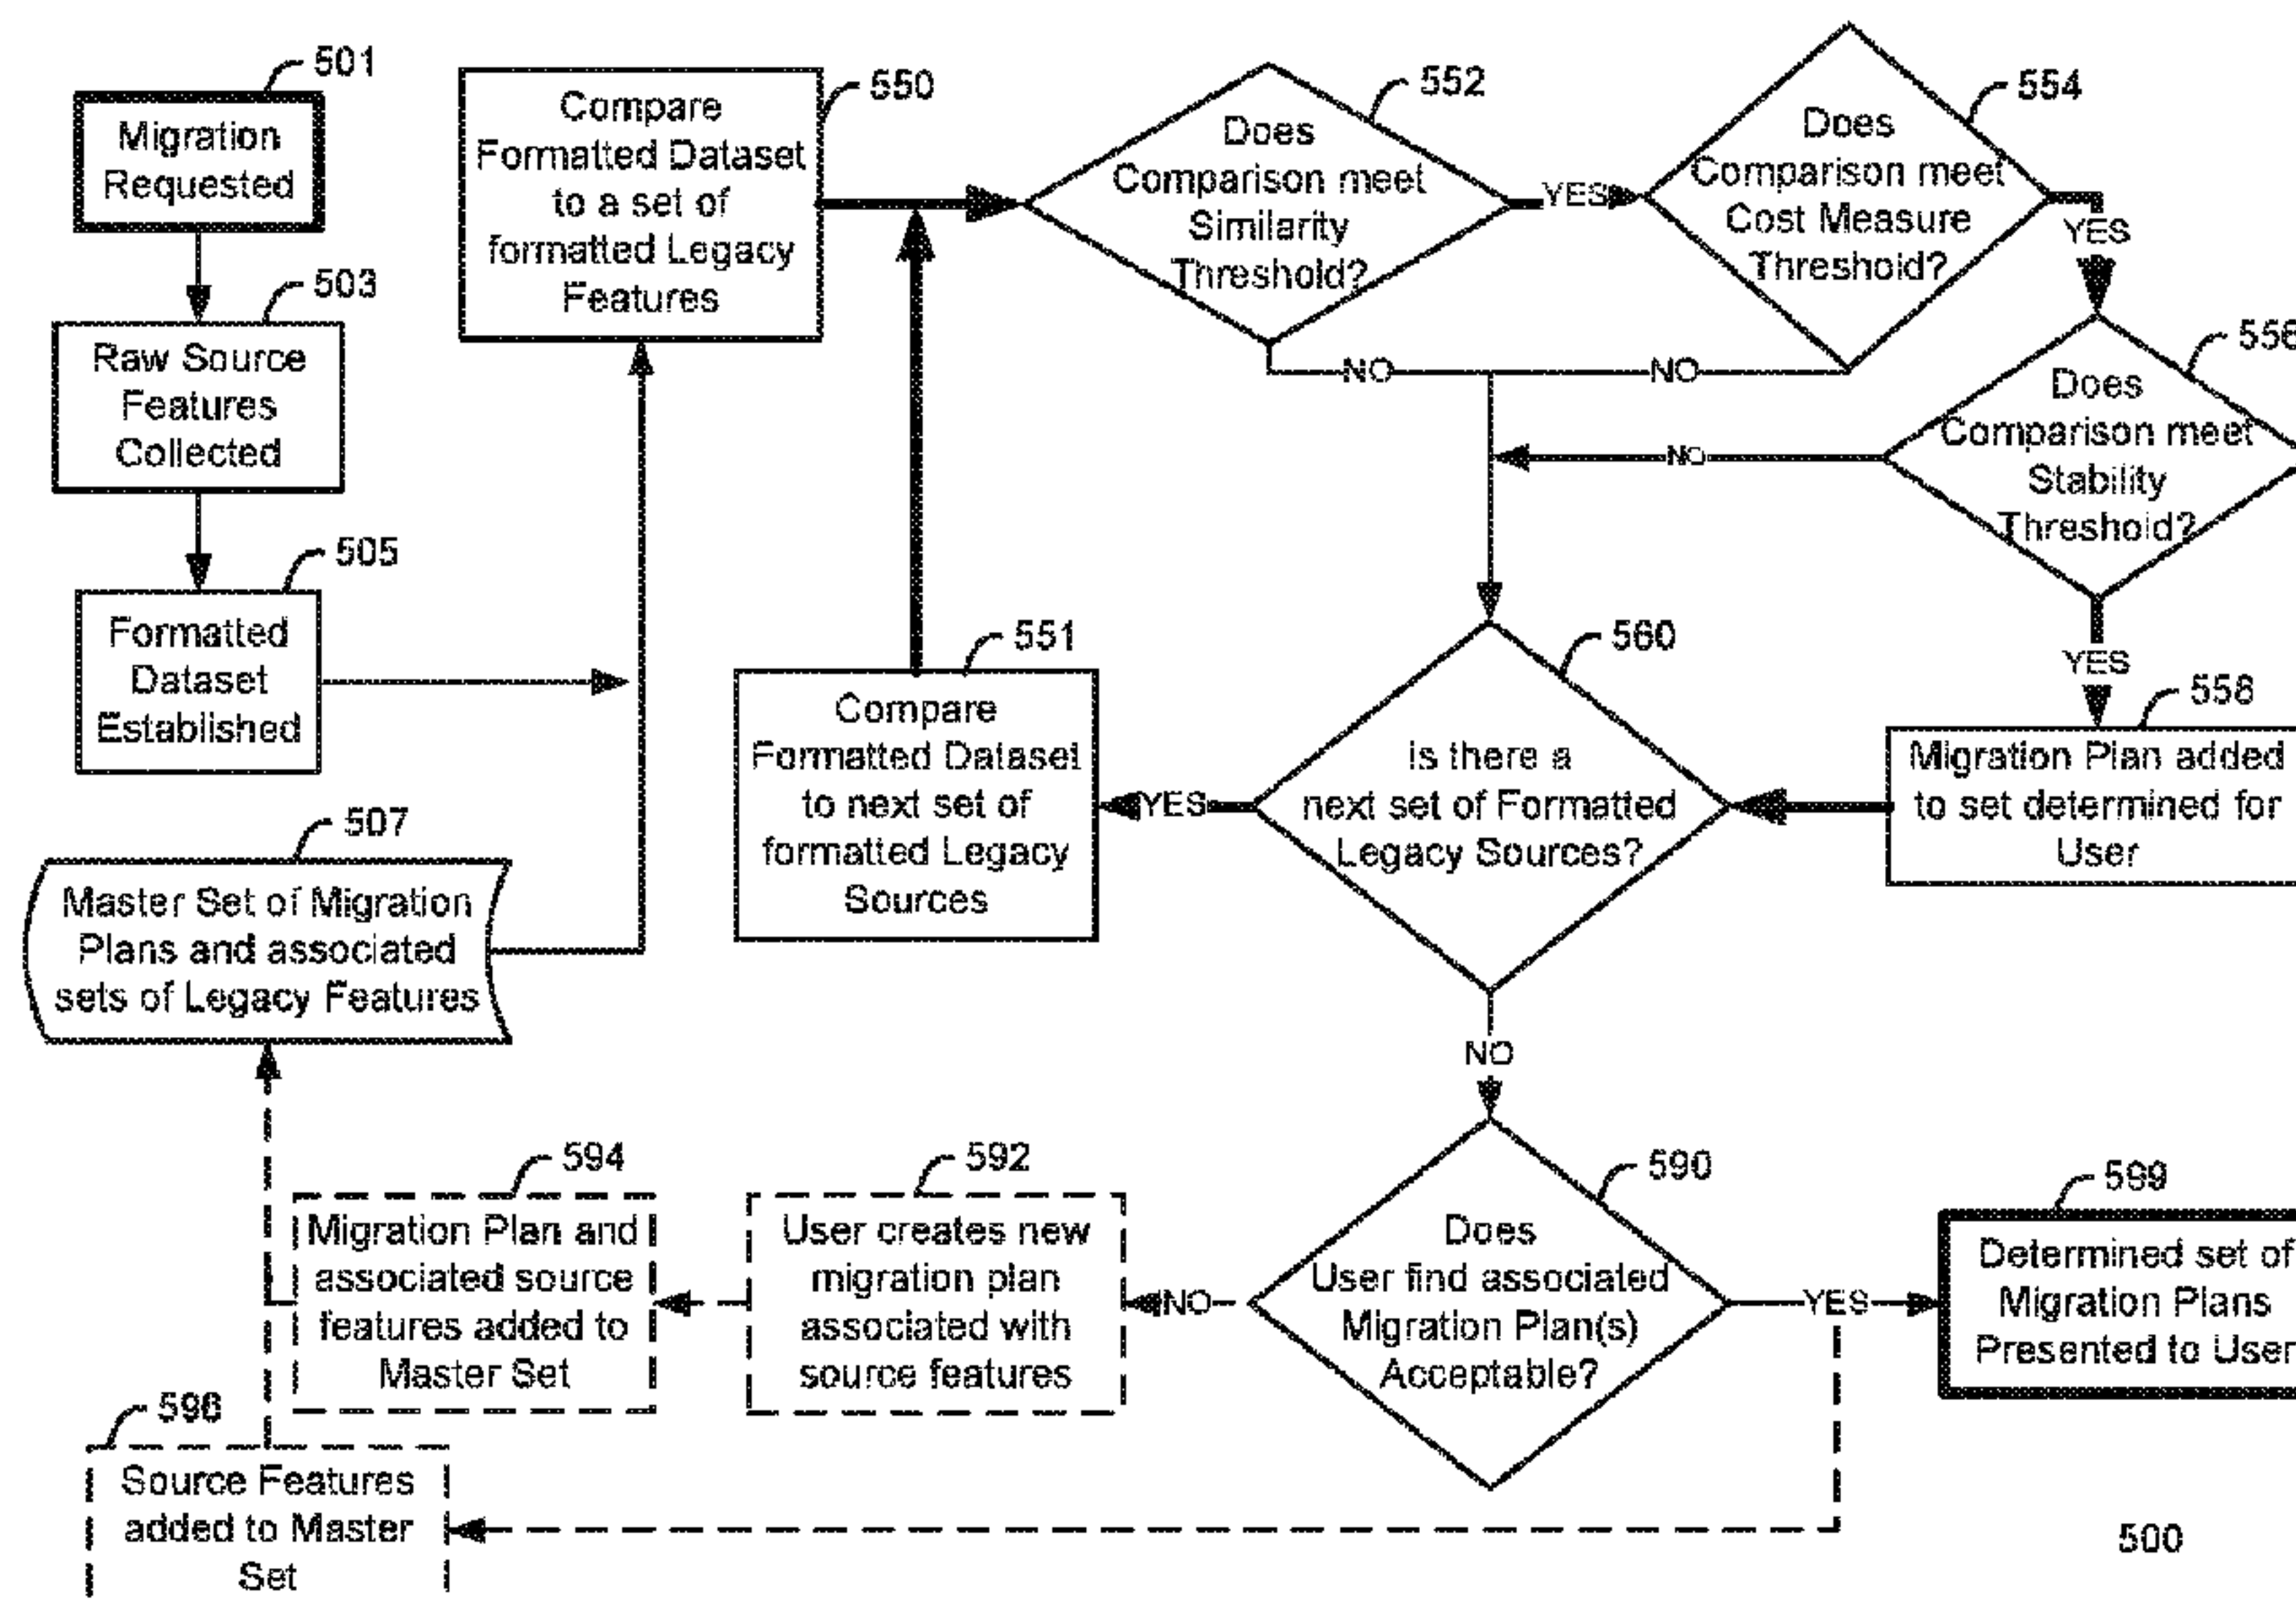 501
Migration
Requested
503
Raw Source
Features
Collected
505
Formatted
Dataset
Established
507
Master Set of Migration
Plans and associated
sets of Legacy Features
550
Compare
Formatted Dataset
to a set of
formatted Legacy
Features
552
Does
Comparison meet
Similarity
Threshold?
YES
NO
554
Does
Comparison meet
Cost Measure
Threshold?
YES
NO
556
Does
Comparison meet
Stability
Threshold?
NO
YES
558
Migration Plan added
to set determined for
User
560
Is there a
next set of Formatted
Legacy Sources?
YES
551
Compare
Formatted Dataset
to next set of
formatted Legacy
Sources
NO
590
Does
User find associated
Migration Plan(s)
Acceptable?
NO
YES
592
User creates new
migration plan
associated with
source features
594
Migration Plan and
associated source
features added to
Master Set
596
Source Features
added to Master
Set
599
Determined set of
Migration Plans
Presented to User
500